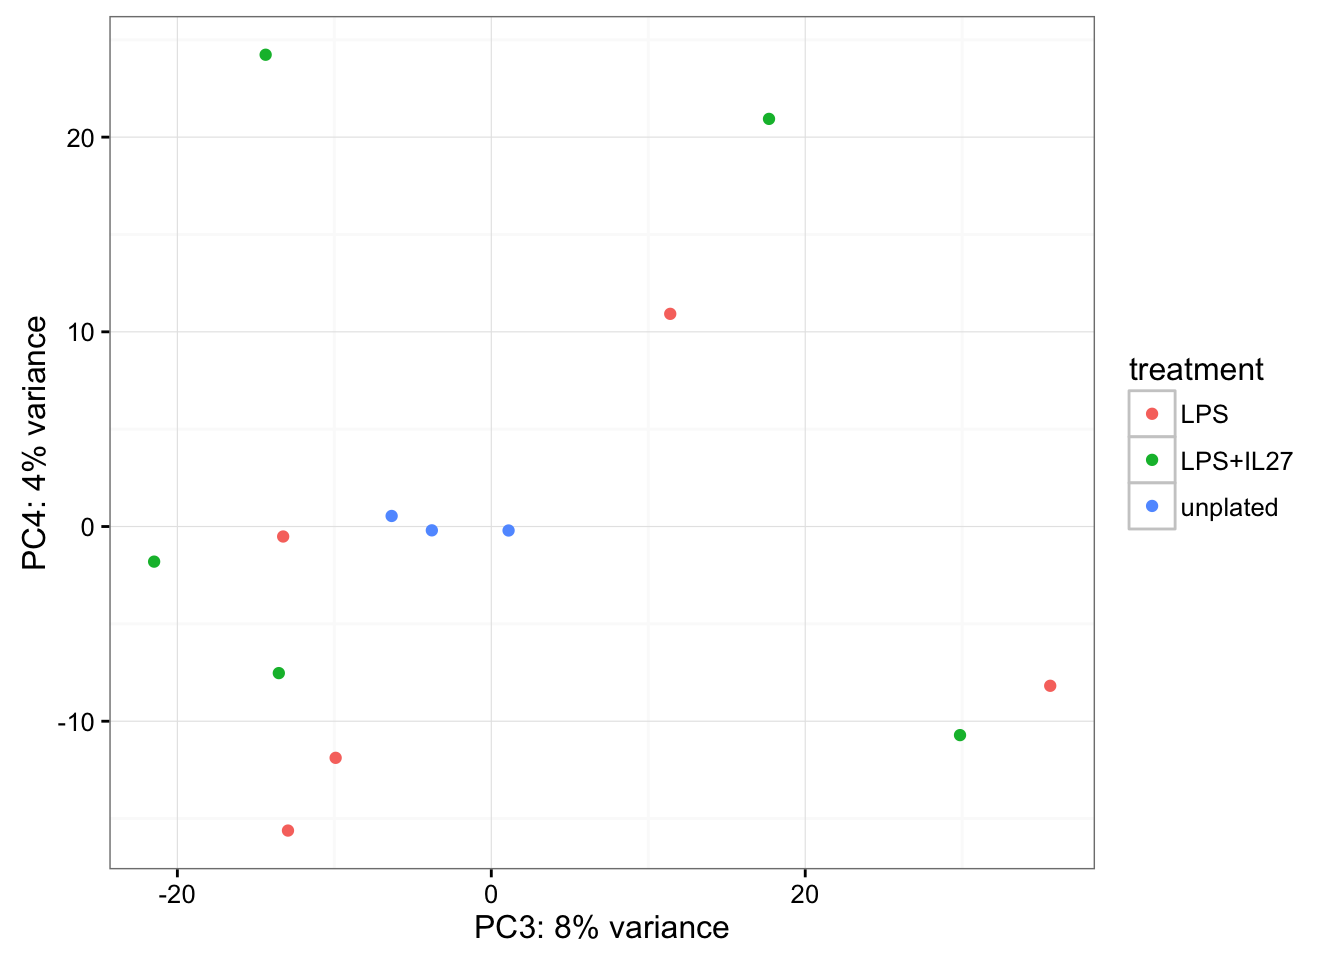 PC4: 4% variance
20
10
0
-10
-20
0
20
PC3: 8% variance
treatment
LPS
LPS+IL27
unplated